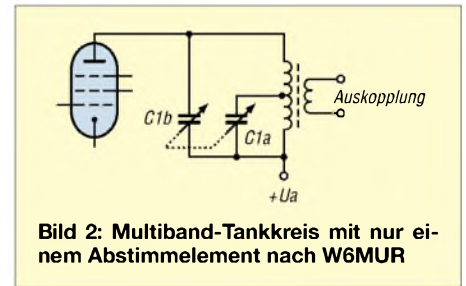 C1b
C1a
Auskopplung
+Ua
Bild 2: Multiband-Tankkreis mit nur ei-
nem Abstimmelement nach W6MUR